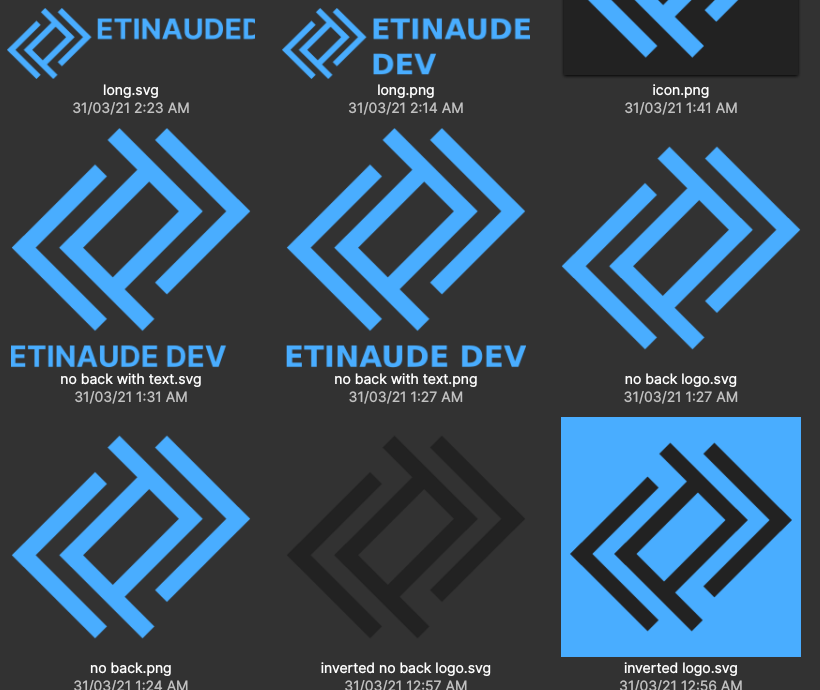 ETINAUDED
ETINAUDE
DEV
long.svg
long.png
icon.png
31/03/21 2:23 AM
31/03/21 2:14 AM
31/03/21 1:41 AM
ETINAUDE DEV
ETINAUDE DEV
no back with text.svg
no back with text.png
no back logo.svg
31/03/21 1:31 AM
31/03/21 1:27 AM
31/03/21 1:27 AM
no back.png
inverted no back logo.svg
inverted logo.svg
31/03/21 1:24 AM
31/03/21 12:57 AM
31/03/21 12:56 AM